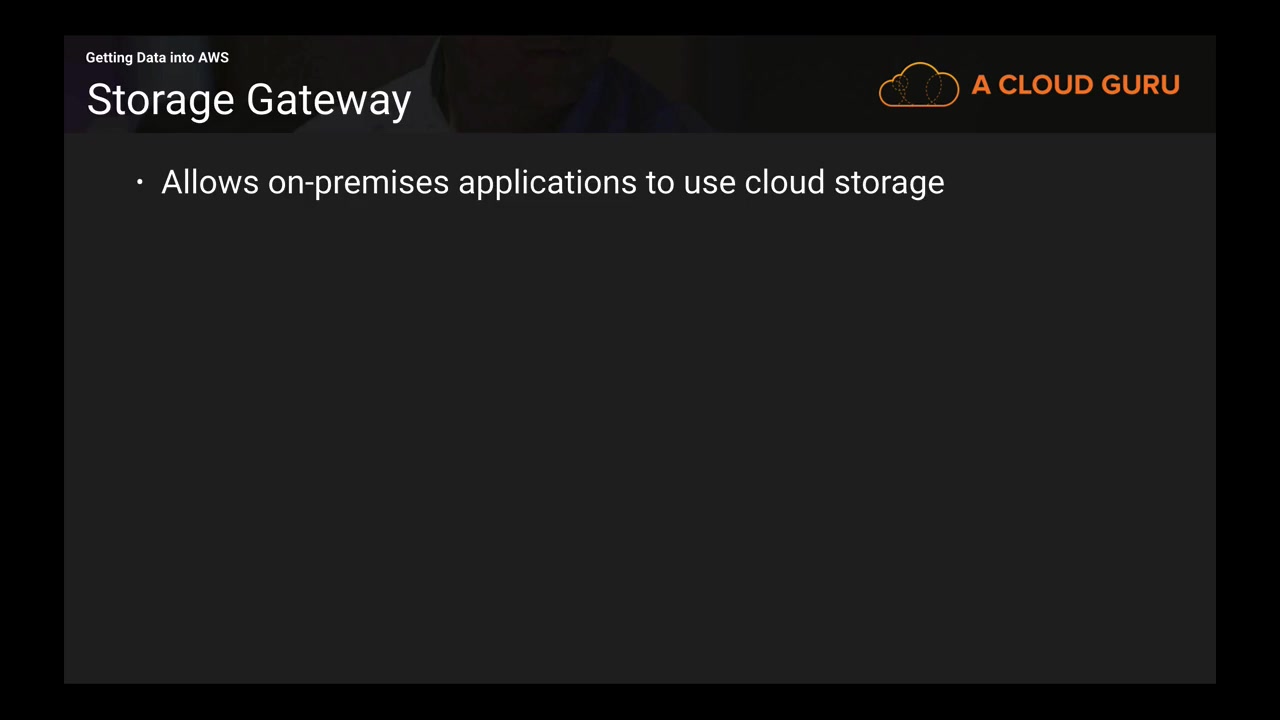 Getting Data into AWS
Storage Gateway
A CLOUD GURU
• Allows on-premises applications to use cloud storage